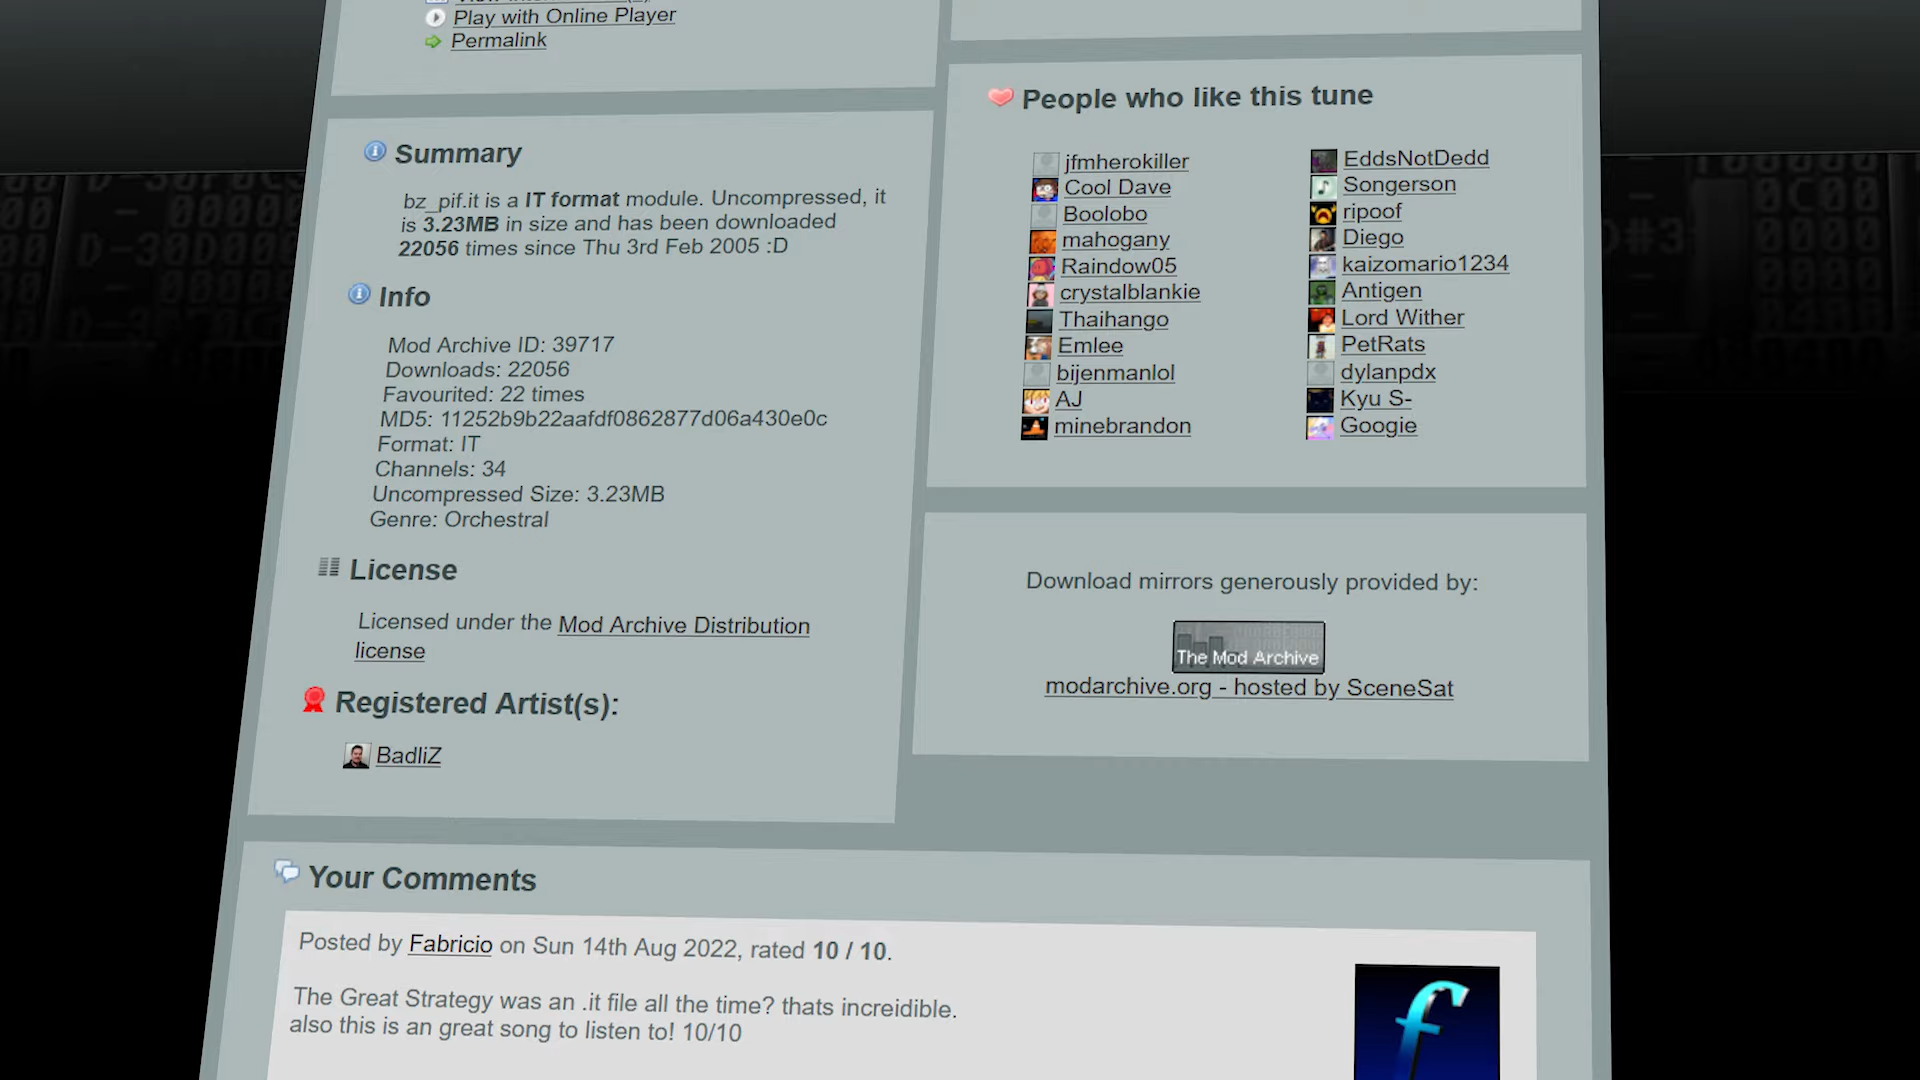 Play with Online Player
Permalink
Summary
bz_pif.it is a IT format module. Uncompressed, it
is 3.23MB in size and has been downloaded
22056 times since Thu 3rd Feb 2005 :D
Info
Mod Archive ID: 39717
Downloads: 22056
Favourited: 22 times
MD5: 11252b9b22aafdf0862877d06a430e0c
Format: IT
Channels: 34
Uncompressed Size: 3.23MB
Genre: Orchestral
License
Licensed under the Mod Archive Distribution
license
Registered Artist(s):
BadliZ
People who like this tune
jfmherokiller
Cool Dave
Boolobo
mahogany
Raindow05
crystalblankie
Thaihango
Emlee
bijenmanlol
AJ
minebrandon
EddsNotDedd
Songerson
ripoof
Diego
kaizomario1234
Antigen
Lord Wither
PetRats
dylanpdx
Kyu S-
Googie
Download mirrors generously provided by:
The Mod Archive
modarchive.org - hosted by SceneSat
Your Comments
Posted by Fabricio on Sun 14th Aug 2022, rated 10 / 10.
The Great Strategy was an .it file all the time? thats increidible.
also this is an great song to listen to! 10/10
f